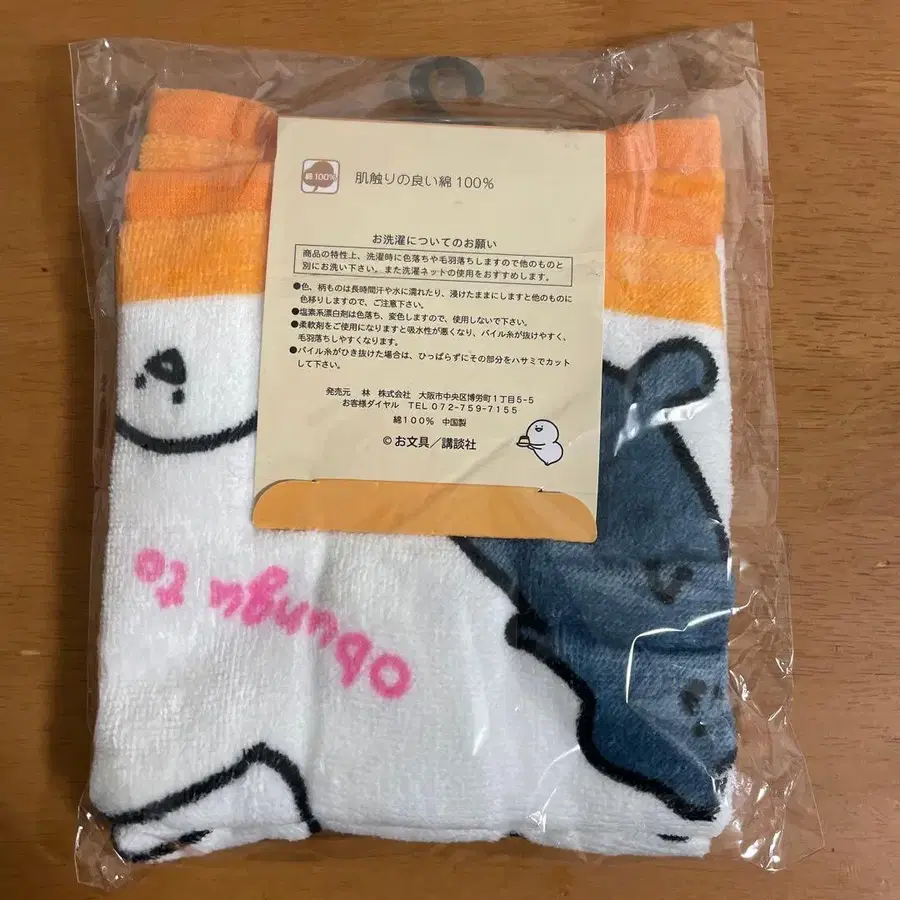 綿100%
肌触りの良い綿100%
お洗濯についてのお願い
商品の特性上、洗濯時に色落ちや毛羽落ちしますので他のものと
別にお洗い下さい。また洗濯ネットの使用をおすすめします。
●色、柄ものは長時間汗や水に濡れたり、浸けたままにしますと他のものに
色移りしますので、ご注意下さい。
●塩素系漂白剤は色落ち、変色しますので、使用しないで下さい。
●柔軟剤をご使用になりますと吸水性が悪くなり、パイル糸が抜けやすく、
毛羽落ちしやすくなります。
●パイル糸がひき抜けた場合は、ひっぱらずにその部分をハサミでカット
して下さい。
発売元 林 株式会社 大阪市中央区博労町1丁目5-5
お客様ダイヤル TEL 072-759-7155
綿100% 中国製
©お文具/講談社
obungu to